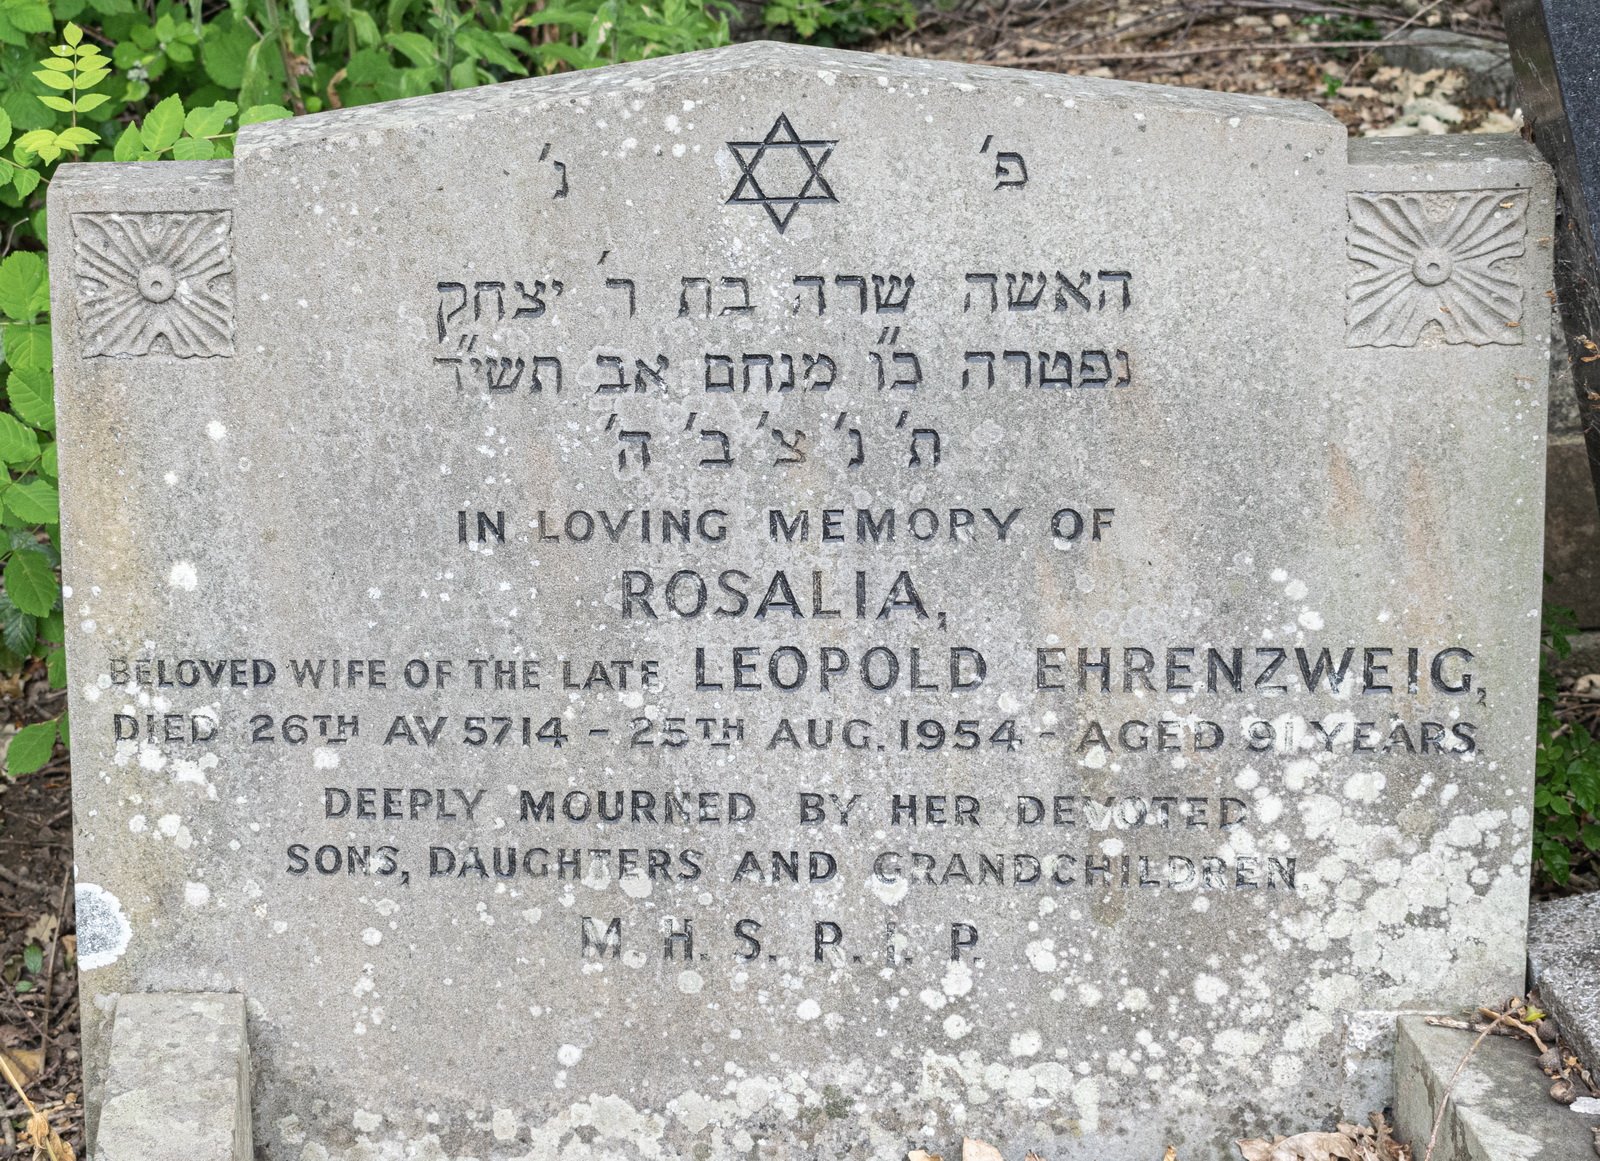 פ׳ נ׳
האשה שרה בת ר׳ יצחק
נפטרה כ״ו מנחם אב תשי״ד
ת׳ נ׳ צ׳ ב׳ ה׳
IN LOVING MEMORY OF
ROSALIA,
BELOVED WIFE OF THE LATE LEOPOLD EHRENZWEIG,
DIED 26TH AV 5714 - 25TH AUG. 1954 - AGED 91 YEARS.
DEEPLY MOURNED BY HER DEVOTED
SONS, DAUGHTERS AND GRANDCHILDREN.
M. H. S. R. I. P.